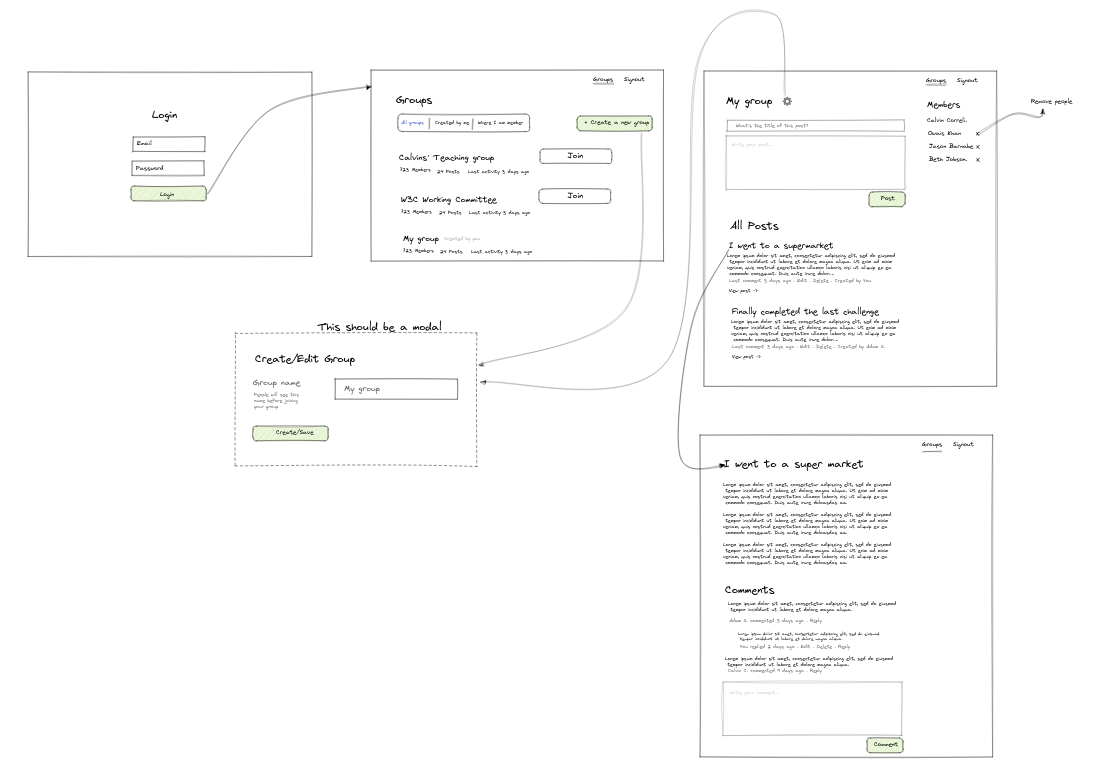 Login
Email
Password
Login
Groups Signout
Groups
All groups Created by me Where I am member
+ Create a new group
Calvins' Teaching group
123 Members 24 Posts Last activity 3 days ago
Join
W3C Working Committee
123 Members 24 Posts Last activity 3 days ago
Join
My group Created by you
123 Members 24 Posts Last activity 3 days ago
This should be a modal
Create/Edit Group
Group name
People will see this
name before joining
your group
My group
Create/Save
Groups Signout
My group
What's the title of this post?
Write your post...
Post
Members
Calvin Correli.
Owais Khan x
Jason Barnabe x
Beth Jobson. x
Remove people
All Posts
I went to a supermarket
Lorem ipsum dolor sit amet, consectetur adipiscing elit, sed do eiusmod
tempor incididunt ut labore et dolore magna aliqua. Ut enim ad minim
veniam, quis nostrud exercitation ullamco laboris nisi ut aliquip ex ea
commodo consequat. Duis aute irure dolor...
Last comment 3 days ago . Edit . Delete . Created by You
View post ->
Finally completed the last challenge
Lorem ipsum dolor sit amet, consectetur adipiscing elit, sed do eiusmod
tempor incididunt ut labore et dolore magna aliqua. Ut enim ad minim
veniam, quis nostrud exercitation ullamco laboris nisi ut aliquip ex ea
commodo consequat. Duis aute irure dolor...
Last comment 3 days ago . Edit . Delete . Created by Adam S.
View post ->
Groups Signout
I went to a super market
Lorem ipsum dolor sit amet, consectetur adipiscing elit, sed do eiusmod
tempor incididunt ut labore et dolore magna aliqua. Ut enim ad minim
veniam, quis nostrud exercitation ullamco laboris nisi ut aliquip ex ea
commodo consequat. Duis aute irure
Lorem ipsum dolor sit amet, consectetur adipiscing elit, sed do eiusmod
tempor incididunt ut labore et dolore magna aliqua. Ut enim ad minim
veniam, quis nostrud exercitation ullamco laboris nisi ut aliquip ex ea
commodo consequat. Duis aute irure
Lorem ipsum dolor sit amet, consectetur adipiscing elit, sed do eiusmod
tempor incididunt ut labore et dolore magna aliqua. Ut enim ad minim
veniam, quis nostrud exercitation ullamco laboris nisi ut aliquip ex ea
commodo consequat. Duis aute irure
Comments
Lorem ipsum dolor sit amet, consectetur adipiscing elit, sed do eiusmod
tempor incididunt ut labore et dolore magna aliqua.
Adam S. commented 3 days ago . Reply
Lorem ipsum dolor sit amet, consectetur adipiscing elit, sed do eiusmod
tempor incididunt ut labore et dolore magna aliqua.
You replied 2 days ago . Edit . Delete . Reply
Lorem ipsum dolor sit amet, consectetur adipiscing elit, sed do eiusmod
tempor incididunt ut labore et dolore magna aliqua.
Calvin C. commented 4 days ago . Reply
Write your comment...
Comment